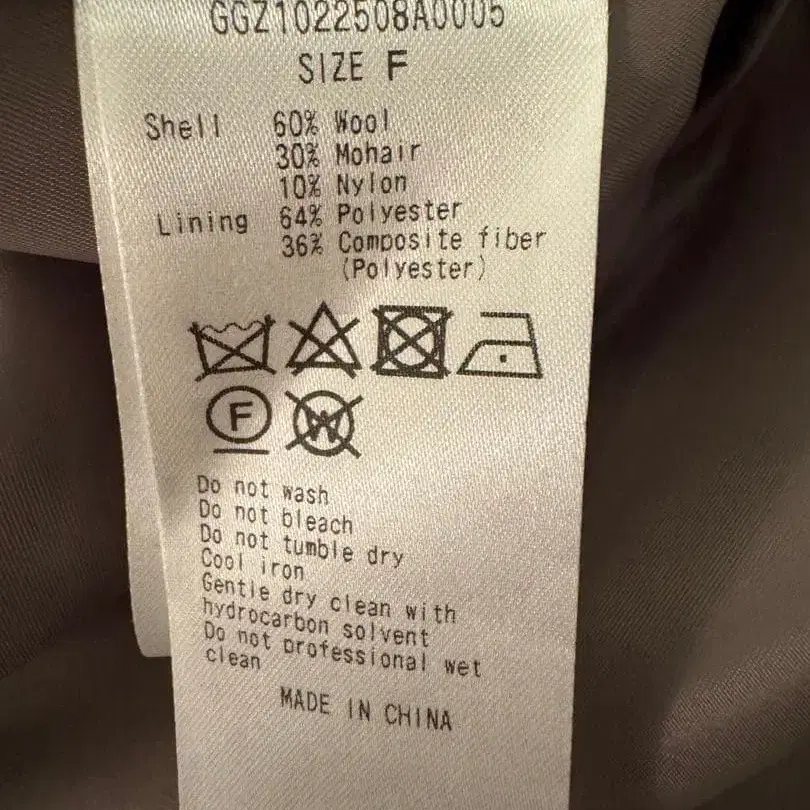 GGZ1022508A0005
SIZE F
Shell 60% Wool
30% Mohair
10% Nylon
Lining 64% Polyester
36% Composite fiber
(Polyester)
F
W
Do not wash
Do not bleach
Do not tumble dry
Cool iron
Gentle dry clean with
hydrocarbon solvent
Do not professional wet
clean
MADE IN CHINA